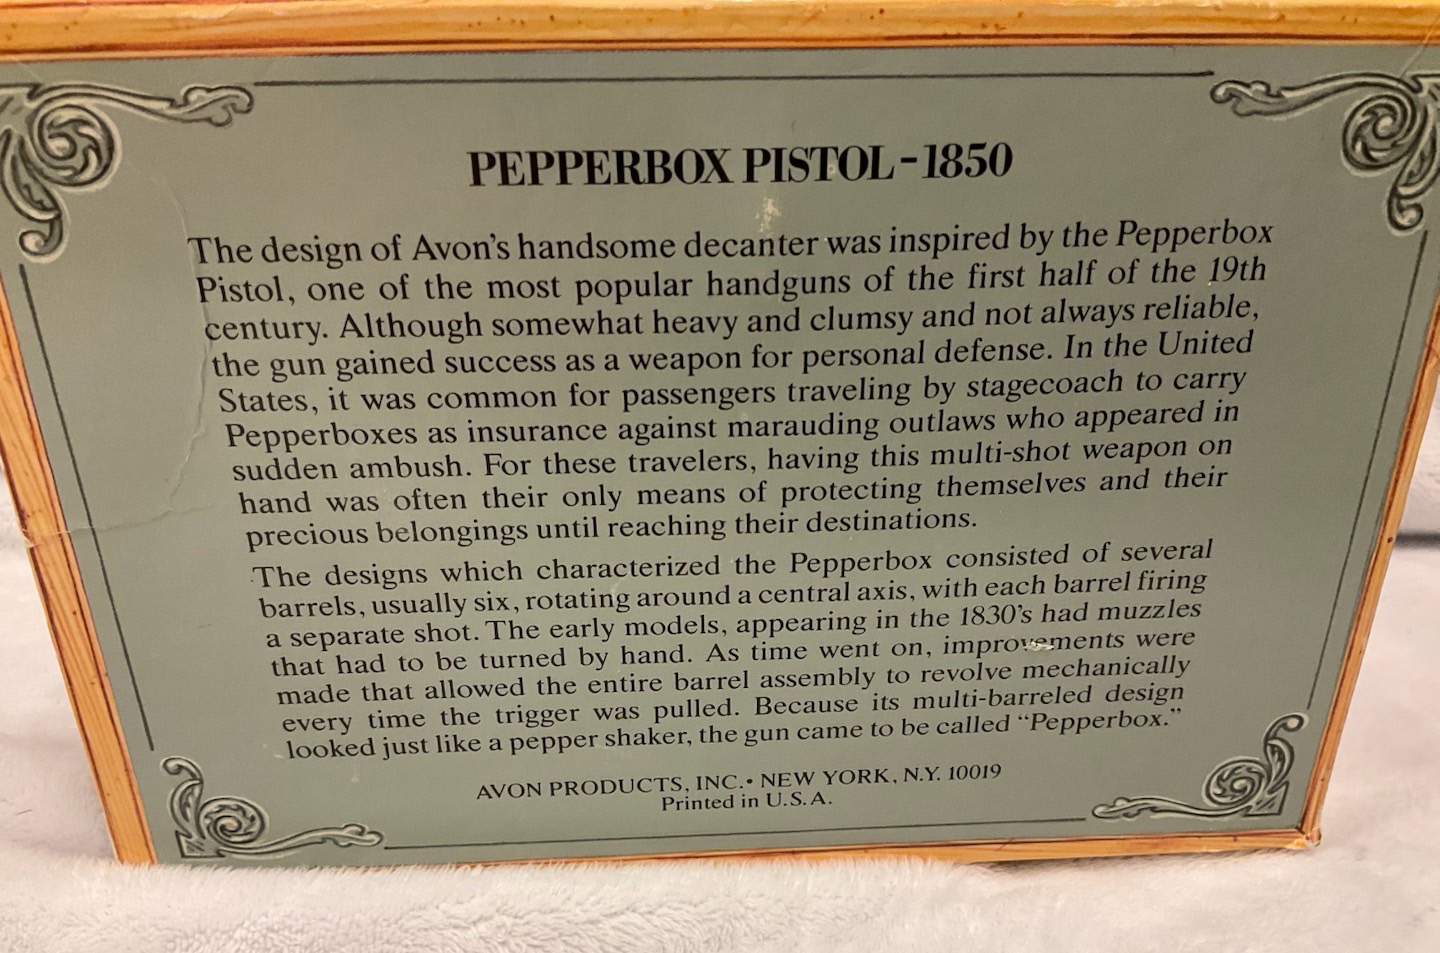 PEPPERBOX PISTOL-1850
The design of Avon's handsome decanter was inspired by the Pepperbox
Pistol, one of the most popular handguns of the first half of the 19th
century. Although somewhat heavy and clumsy and not always reliable,
the gun gained success as a weapon for personal defense. In the United
States, it was common for passengers traveling by stagecoach to carry
Pepperboxes as insurance against marauding outlaws who appeared in
sudden ambush. For these travelers, having this multi-shot weapon on
hand was often their only means of protecting themselves and their
precious belongings until reaching their destinations.
The designs which characterized the Pepperbox consisted of several
barrels, usually six, rotating around a central axis, with each barrel firing
a separate shot. The early models, appearing in the 1830's had muzzles
that had to be turned by hand. As time went on, improvements were
made that allowed the entire barrel assembly to revolve mechanically
every time the trigger was pulled. Because its multi-barreled design
looked just like a pepper shaker, the gun came to be called "Pepperbox."
AVON PRODUCTS, INC.• NEW YORK, N.Y. 10019
Printed in U.S.A.